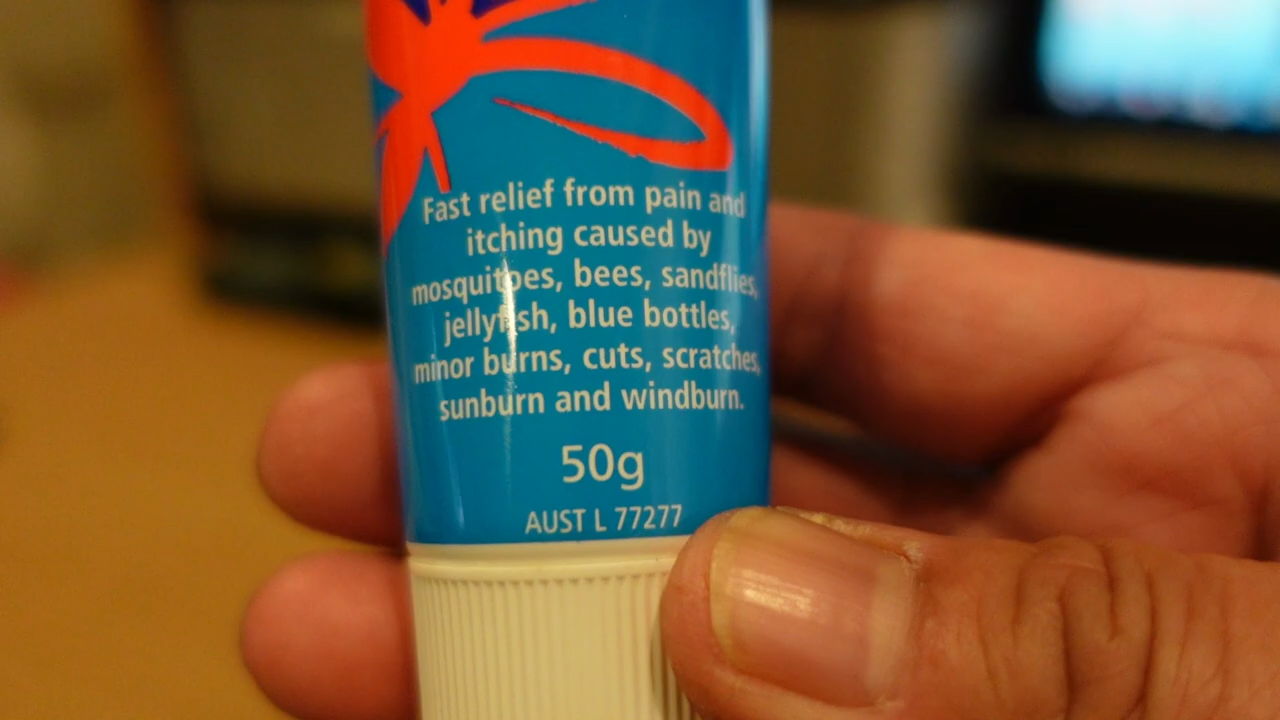 Fast relief from pain and
itching caused by
mosquitoes, bees, sandflies,
jellyfish, blue bottles,
minor burns, cuts, scratches,
sunburn and windburn.
50g
AUST L 77277